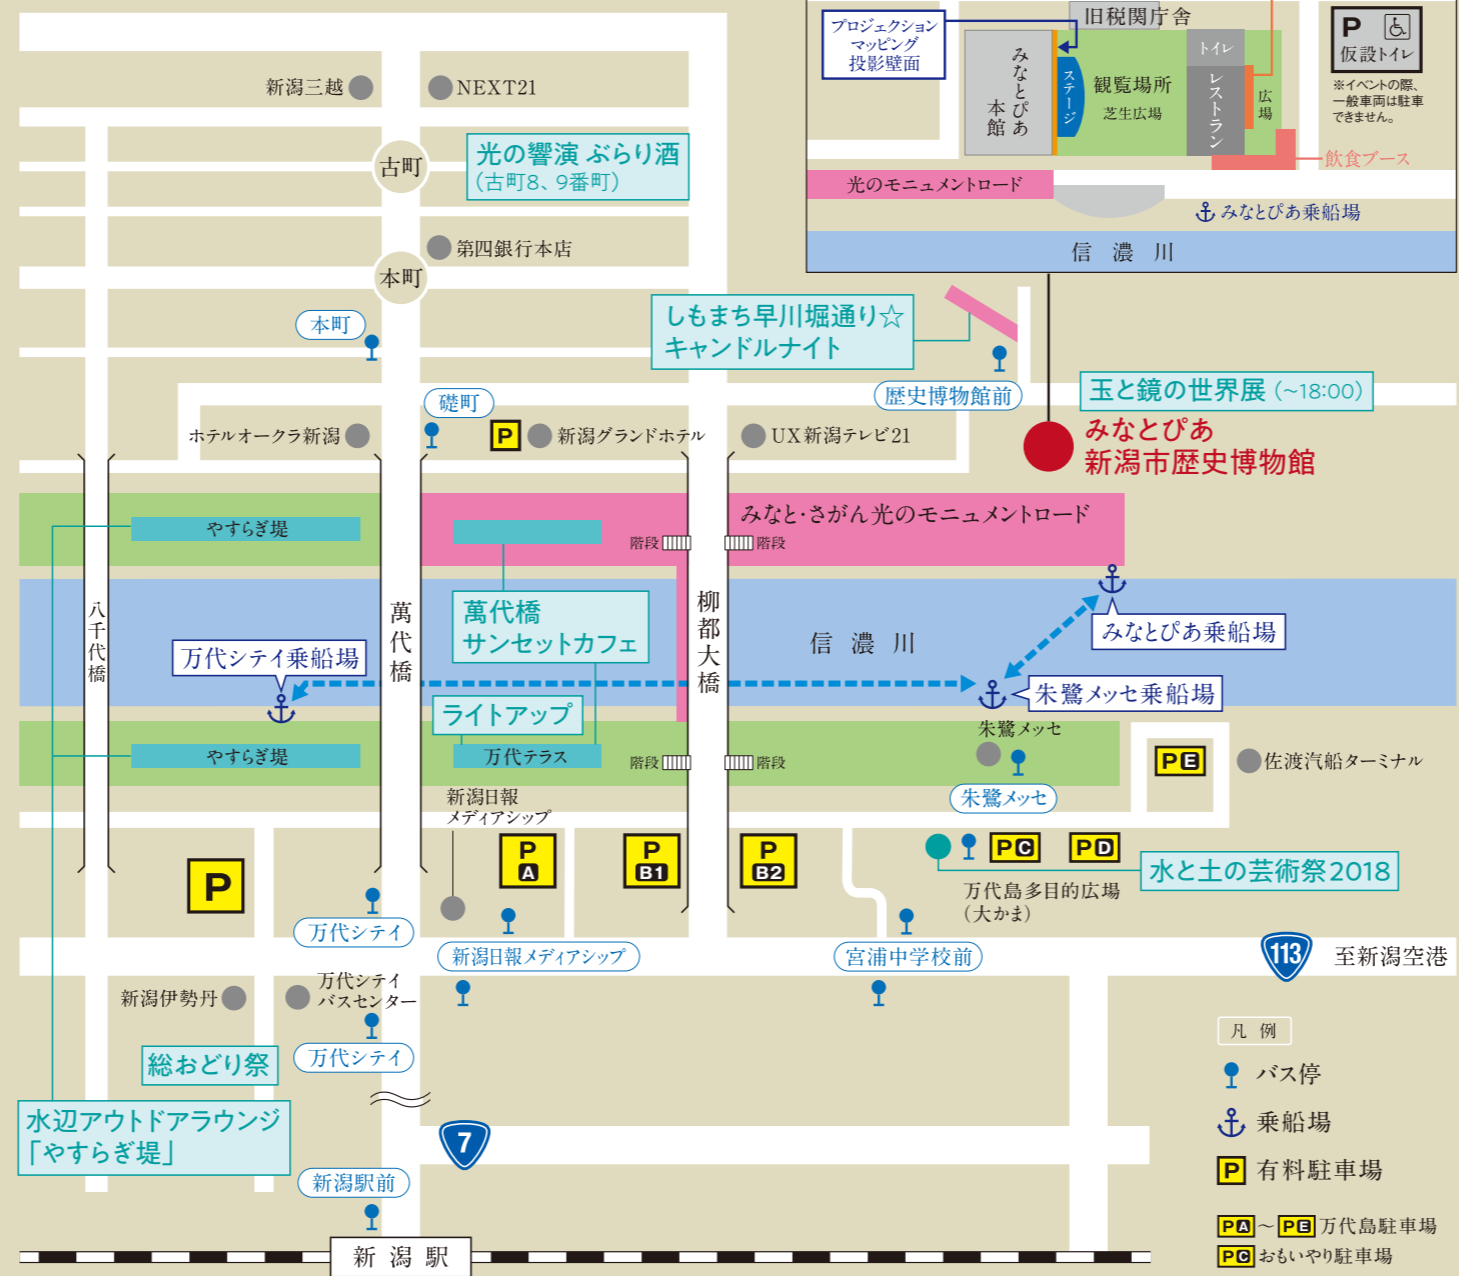 新潟三越
NEXT21
古町
光の響演 ぶらり酒
(古町8、9番町)
第四銀行本店
本町
本町
プロジェクション
マッピング
投影壁面
旧税関庁舎
みなとぴあ
本館
ステージ
観覧場所
芝生広場
トイレ
レストラン
広場
P
仮設トイレ
※イベントの際、
一般車両は駐車
できません。
飲食ブース
光のモニュメントロード
みなとぴあ乗船場
信濃川
しもまち早川堀通り☆
キャンドルナイト
歴史博物館前
玉と鏡の世界展 (~18:00)
みなとぴあ
新潟市歴史博物館
礎町
ホテルオークラ新潟
P
新潟グランドホテル
UX新潟テレビ21
やすらぎ堤
みなと・さがん光のモニュメントロード
階段
階段
八千代橋
萬代橋
柳都大橋
萬代橋
サンセットカフェ
信濃川
みなとぴあ乗船場
万代シテイ乗船場
朱鷺メッセ乗船場
ライトアップ
やすらぎ堤
万代テラス
階段
階段
朱鷺メッセ
朱鷺メッセ
PE
佐渡汽船ターミナル
新潟日報
メディアシップ
P
P
A
P
B1
P
B2
PC
PD
万代島多目的広場
(大かま)
水と土の芸術祭2018
万代シテイ
新潟日報メディアシップ
宮浦中学校前
113
至新潟空港
新潟伊勢丹
万代シテイ
バスセンター
万代シテイ
総おどり祭
水辺アウトドアラウンジ
「やすらぎ堤」
7
新潟駅前
新潟駅
凡例
バス停
乗船場
P 有料駐車場
PA～PE 万代島駐車場
PC おもいやり駐車場